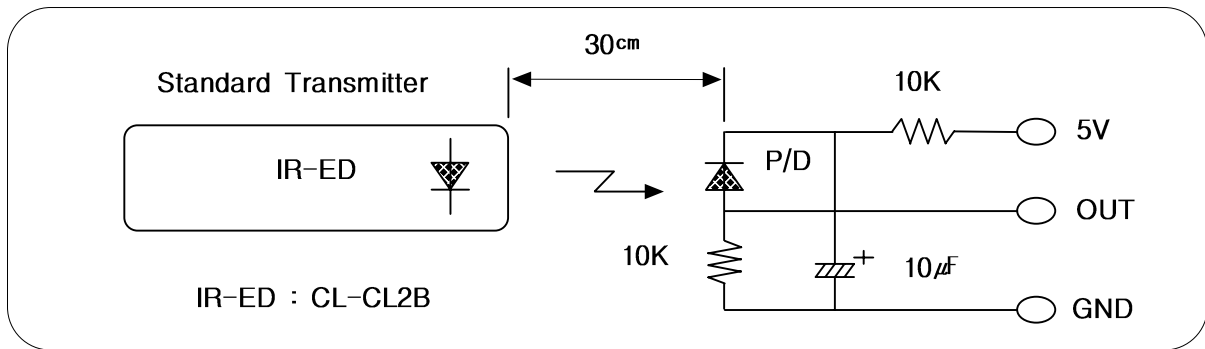 30㎝
Standard Transmitter
10K
5V
IR-ED
P/D
OUT
10K
+
10㎌
IR-ED : CL-CL2B
GND